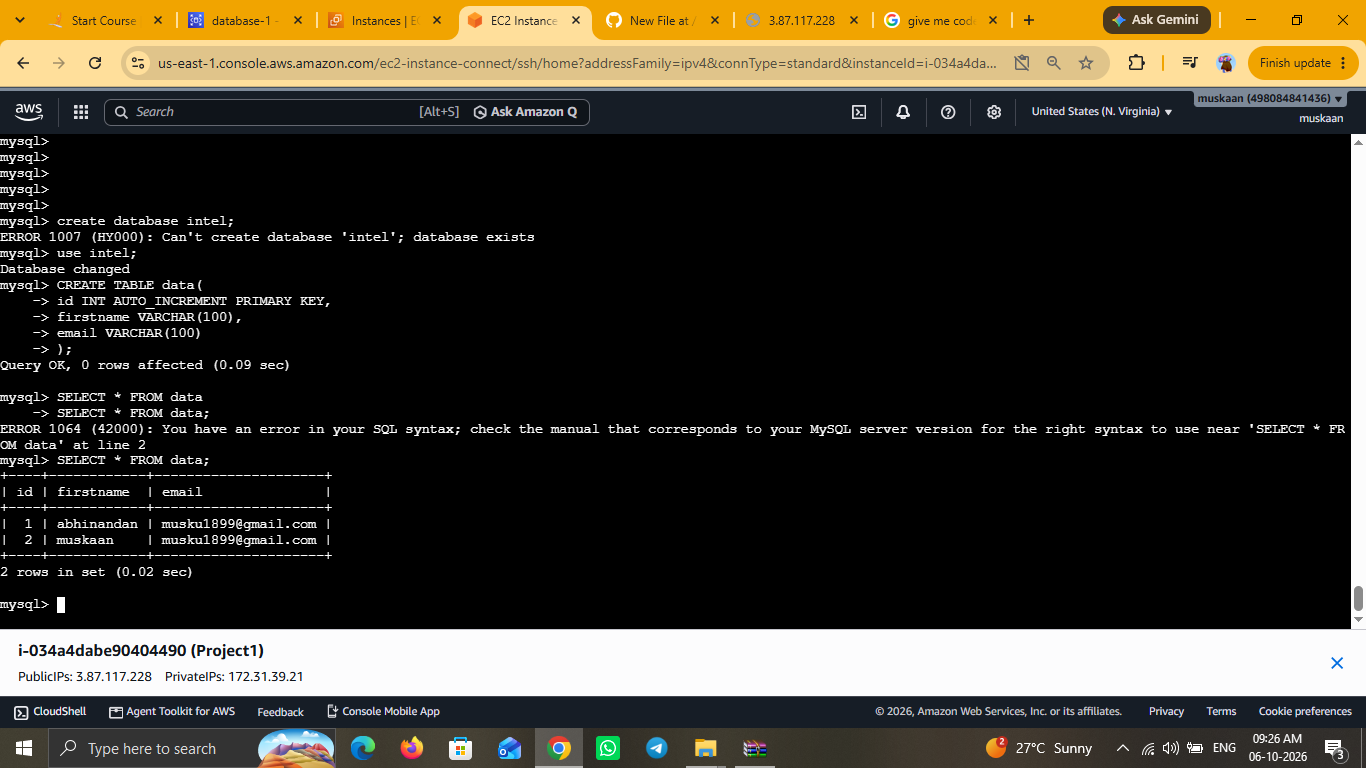 Start Course
database-1 -
Instances | E
EC2 Instance
New File at /
3.87.117.228
give me cod
Ask Gemini
us-east-1.console.aws.amazon.com/ec2-instance-connect/ssh/home?addressFamily=ipv4&connType=standard&instanceId=i-034a4da...
Finish update
aws
Search
[Alt+S]
Ask Amazon Q
United States (N. Virginia)
muskaan (498084841436)
muskaan
mysql>
mysql>
mysql>
mysql>
mysql>
mysql> create database intel;
ERROR 1007 (HY000): Can't create database 'intel'; database exists
mysql> use intel;
Database changed
mysql> CREATE TABLE data(
    -> id INT AUTO_INCREMENT PRIMARY KEY,
    -> firstname VARCHAR(100),
    -> email VARCHAR(100)
    -> );
Query OK, 0 rows affected (0.09 sec)
mysql> SELECT * FROM data
    -> SELECT * FROM data;
ERROR 1064 (42000): You have an error in your SQL syntax; check the manual that corresponds to your MySQL server version for the right syntax to use near 'SELECT * FR
OM data' at line 2
mysql> SELECT * FROM data;
+----+------------+---------------------+
| id | firstname  | email               |
+----+------------+---------------------+
|  1 | abhinandan | musku1899@gmail.com |
|  2 | muskaan    | musku1899@gmail.com |
+----+------------+---------------------+
2 rows in set (0.02 sec)
mysql>
i-034a4dabe90404490 (Project1)
PublicIPs: 3.87.117.228 PrivateIPs: 172.31.39.21
CloudShell
Agent Toolkit for AWS
Feedback
Console Mobile App
© 2026, Amazon Web Services, Inc. or its affiliates.
Privacy
Terms
Cookie preferences
Type here to search
2
27°C Sunny
ENG
09:26 AM
06-10-2026
3